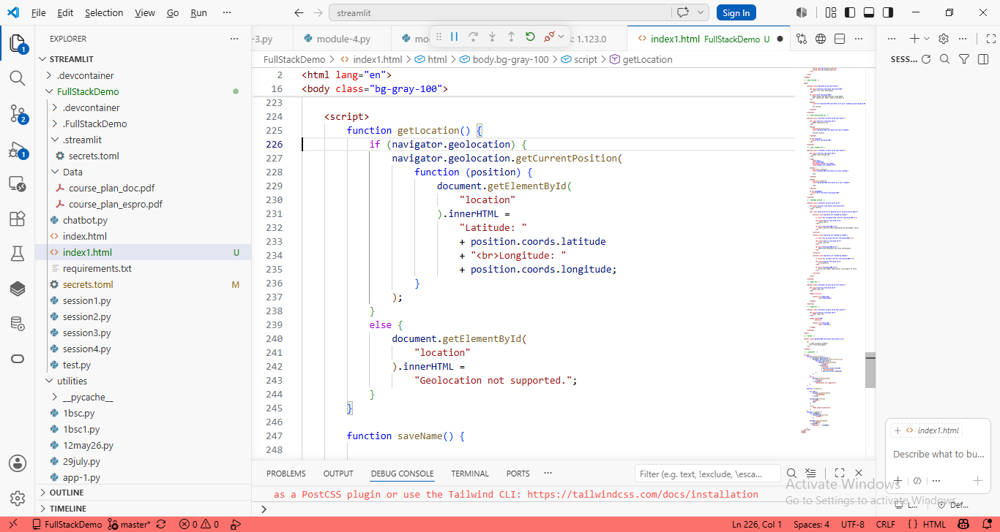 File Edit Selection View Go Run ··· streamlit Sign In
EXPLORER ···
STREAMLIT
.devcontainer
FullStackDemo
.devcontainer
.FullStackDemo
.streamlit
secrets.toml
Data
course_plan_doc.pdf
course_plan_espro.pdf
chatbot.py
index.html
index1.html U
requirements.txt
secrets.toml M
session1.py
session2.py
session3.py
session4.py
test.py
utilities
__pycache__
1bsc.py
1bsc1.py
12may26.py
29july.py
app-1.py
OUTLINE
TIMELINE
1
2
1
-3.py module-4.py mo s: 1.123.0 index1.html FullStackDemo U
FullStackDemo > index1.html > html > body.bg-gray-100 > script > getLocation
2 <html lang="en">
16 <body class="bg-gray-100">
223
224 <script>
225 function getLocation() {
226 if (navigator.geolocation) {
227 navigator.geolocation.getCurrentPosition(
228 function (position) {
229 document.getElementById(
230 "location"
231 ).innerHTML =
232 "Latitude: "
233 + position.coords.latitude
234 + "<br>Longitude: "
235 + position.coords.longitude;
236 }
237 );
238 }
239 else {
240 document.getElementById(
241 "location"
242 ).innerHTML =
243 "Geolocation not supported.";
244 }
245 }
246
247 function saveName() {
248
PROBLEMS OUTPUT DEBUG CONSOLE TERMINAL PORTS ··· Filter (e.g. text, !exclude, \esca...
as a PostCSS plugin or use the Tailwind CLI: https://tailwindcss.com/docs/installation
SESS...
index1.html
Describe what to bu...
L... Def...
Activate Windows
Go to Settings to activate Windows.
FullStackDemo master* 0 0 Ln 226, Col 1 Spaces: 4 UTF-8 CRLF { } HTML